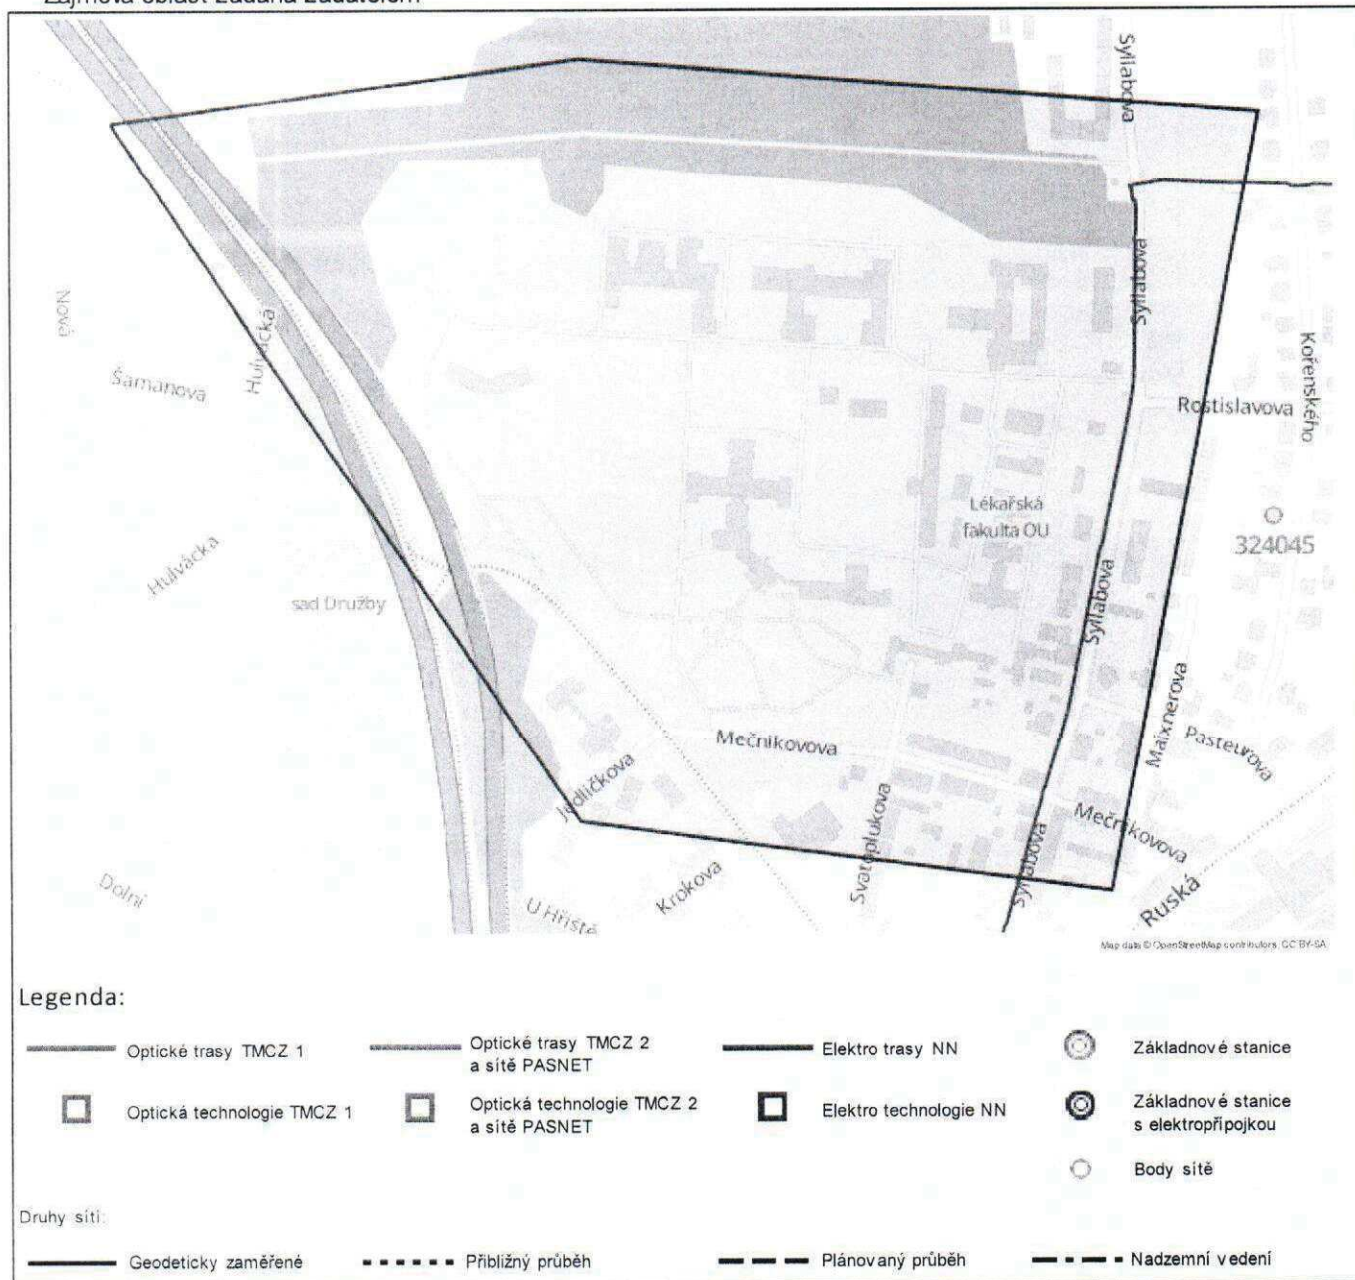 Zájmová oblast zadaná žadatelem
Syllabova
Syllabova
Nová
Hulvácká
Šamanova
Kořenského
Rostislavova
Lékařská
fakulta OU
324045
Hulvácka
sad Družby
Syllabova
Maixnerova
Pasteurova
Mečnikovova
Jedličkova
Svatoplukova
Mečnikovova
Syllabova
Krokova
Dolní
U Hřiště
Ruská
Map data © OpenStreetMap contributors, CC BY-SA
Legenda:
Optické trasy TMCZ 1
Optické trasy TMCZ 2
a sítě PASNET
Elektro trasy NN
Základnové stanice
Optická technologie TMCZ 1
Optická technologie TMCZ 2
a sítě PASNET
Elektro technologie NN
Základnové stanice
s elektropřípojkou
Body sítě
Druhy sítí:
Geodeticky zaměřené
Přibližný průběh
Plánovaný průběh
Nadzemní vedení